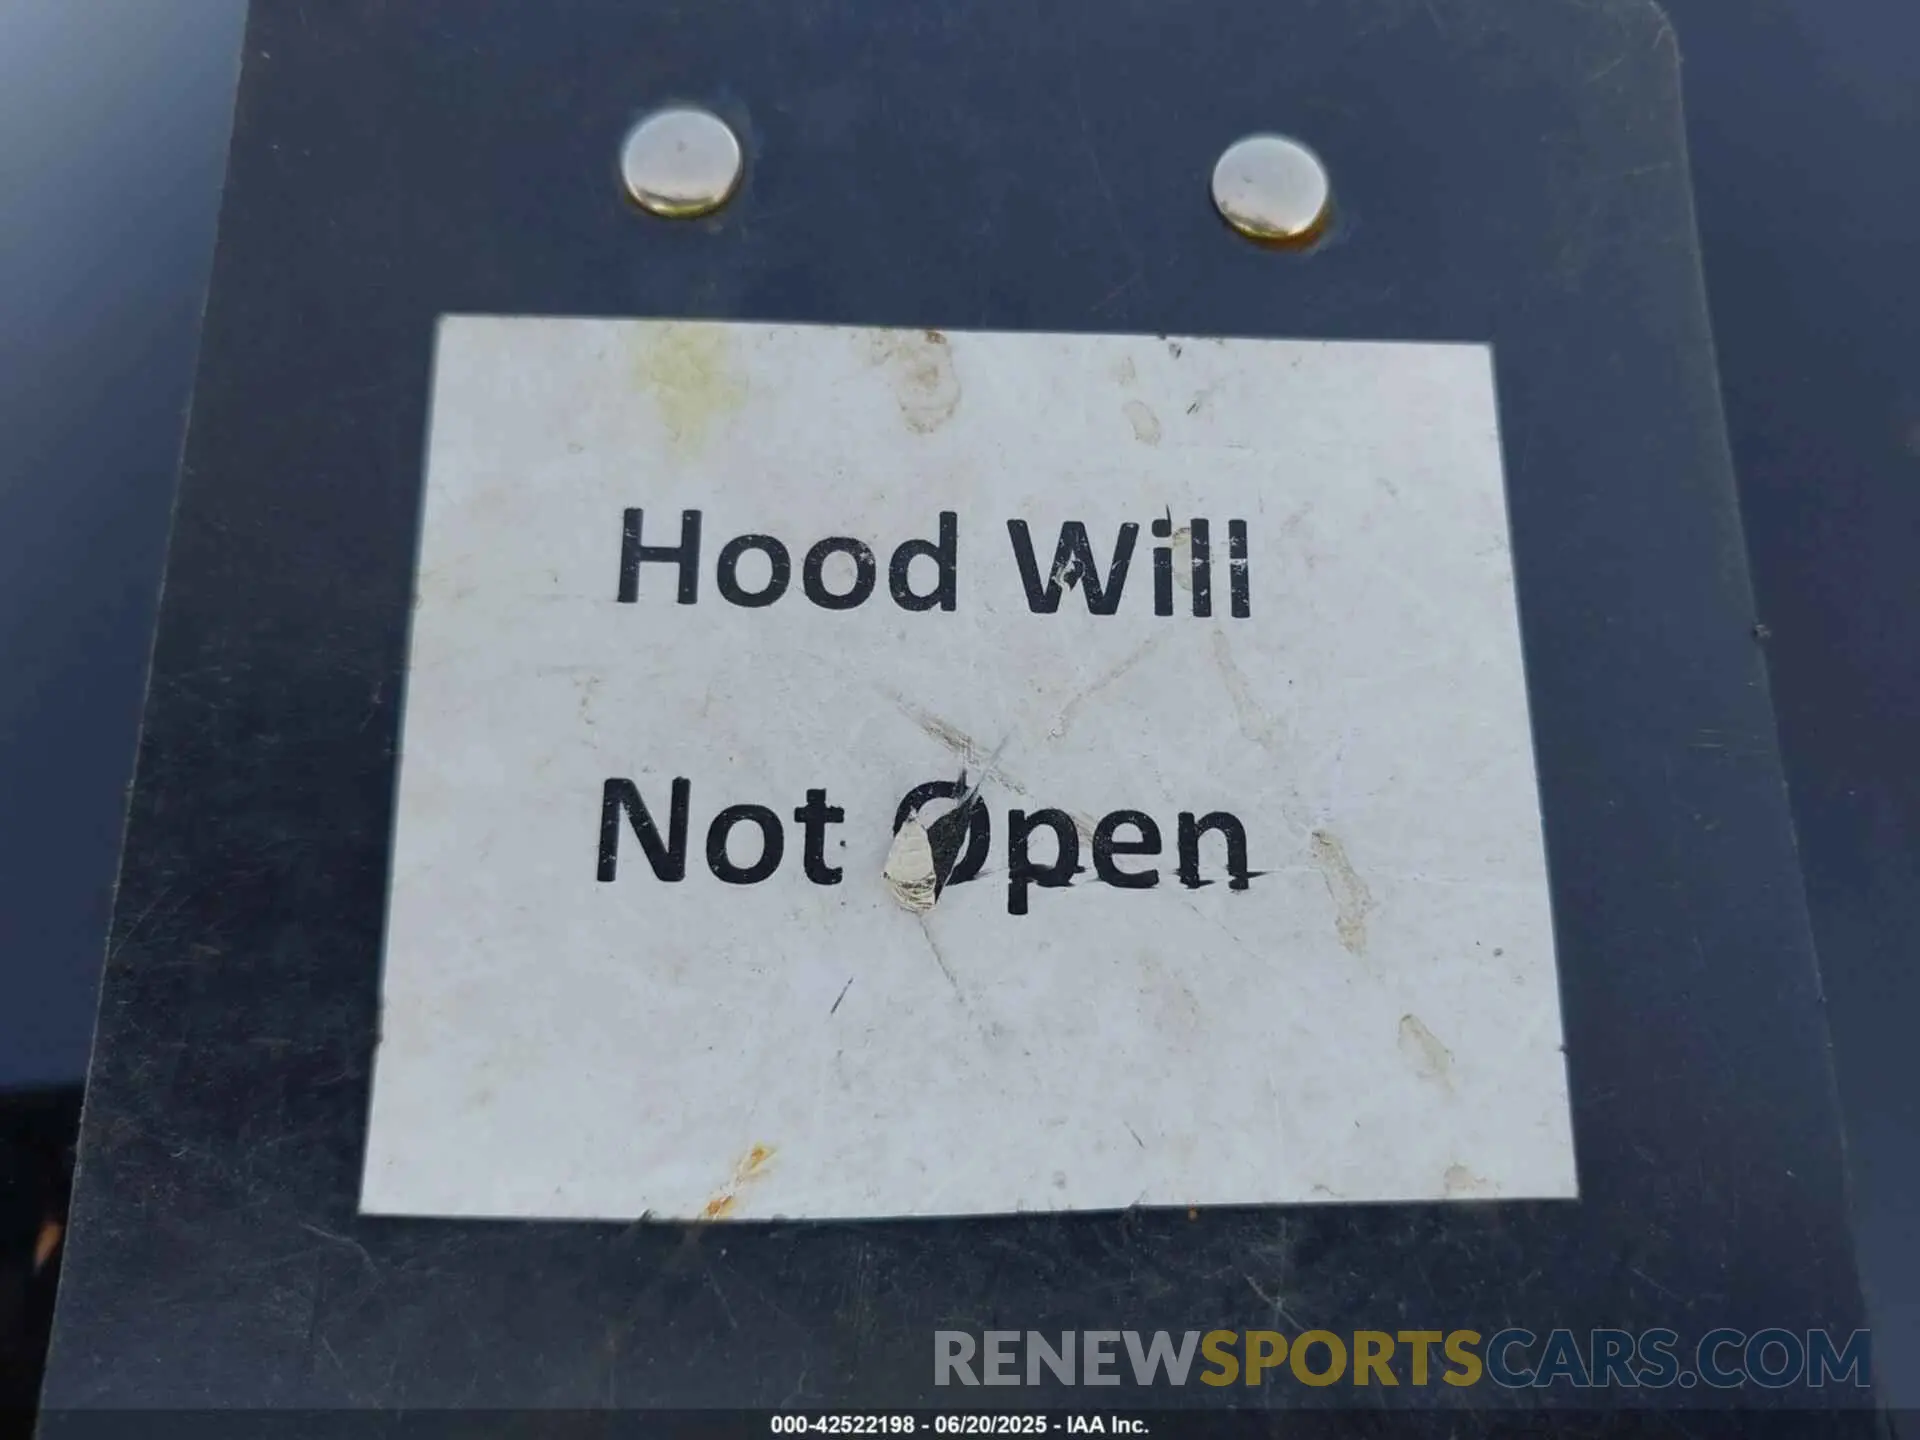 Hood Will
Not Open
RENEWSPORTSCARS.COM
000-42522198 - 06/20/2025 - IAA Inc.